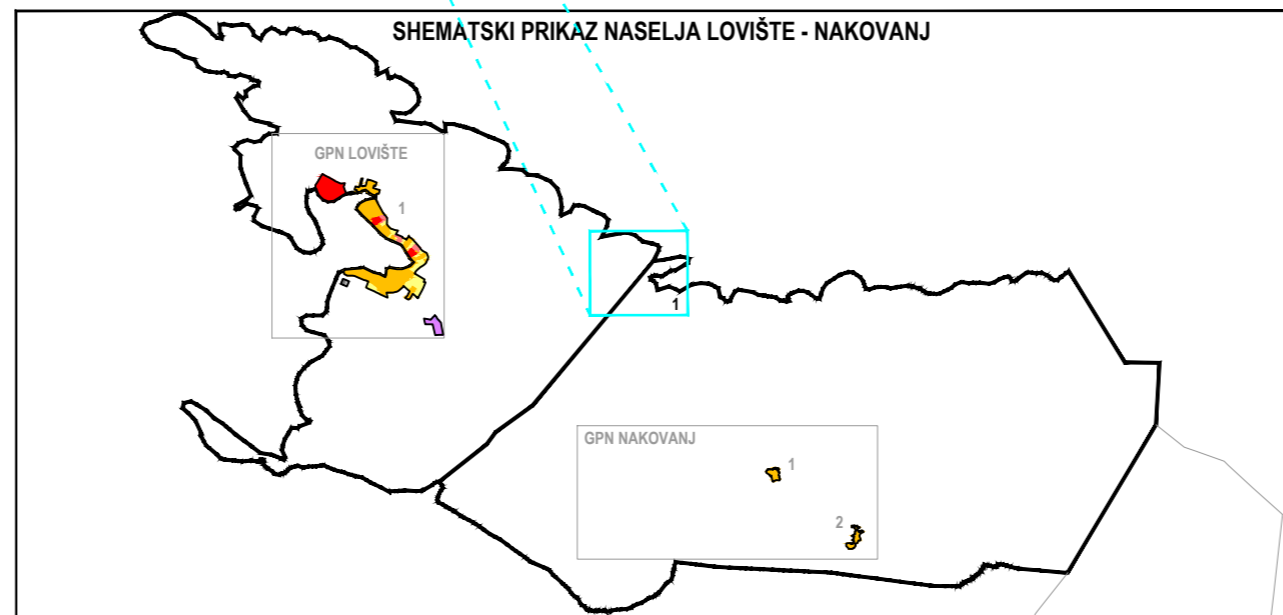 SHEMATSKI PRIKAZ NASELJA LOVIŠTE - NAKOVANJ
GPN LOVIŠTE
1
1
GPN NAKOVANJ
1
2